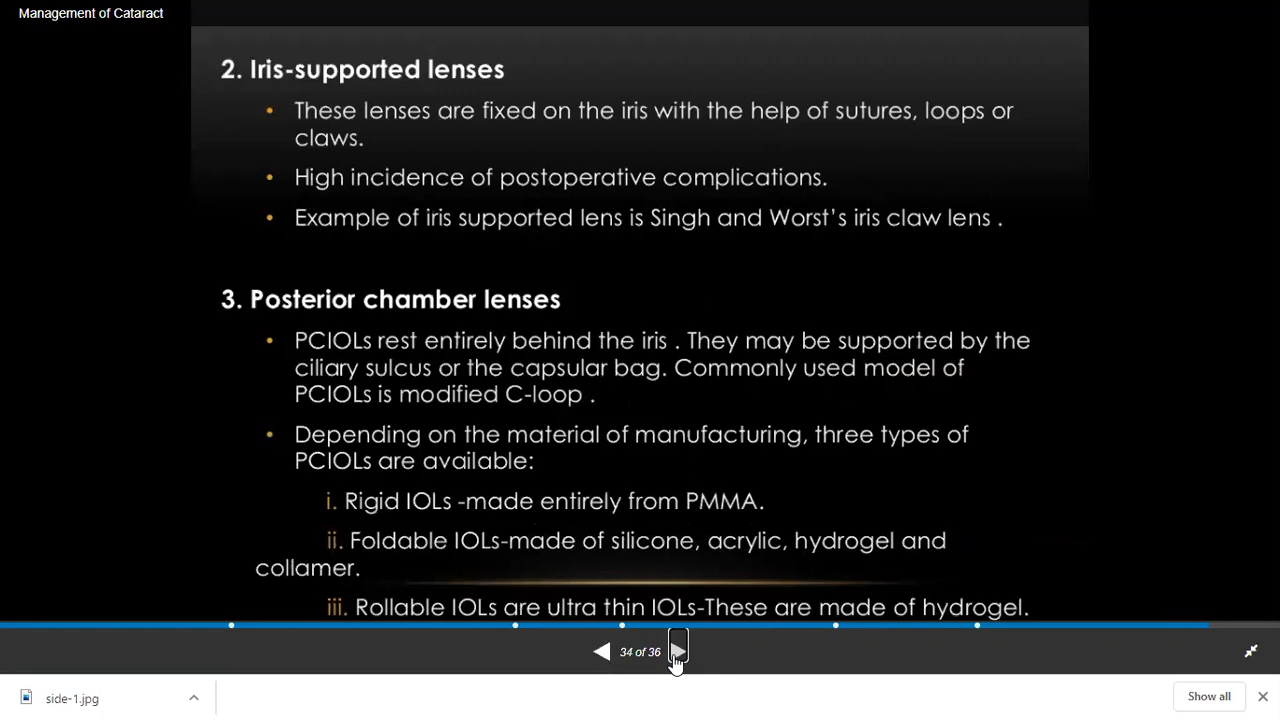 Management of Cataract
2. Iris-supported lenses
• These lenses are fixed on the iris with the help of sutures, loops or
claws.
• High incidence of postoperative complications.
• Example of iris supported lens is Singh and Worst’s iris claw lens .
3. Posterior chamber lenses
• PCIOLs rest entirely behind the iris . They may be supported by the
ciliary sulcus or the capsular bag. Commonly used model of
PCIOLs is modified C-loop .
• Depending on the material of manufacturing, three types of
PCIOLs are available:
i. Rigid IOLs -made entirely from PMMA.
ii. Foldable IOLs-made of silicone, acrylic, hydrogel and
collamer.
iii. Rollable IOLs are ultra thin IOLs-These are made of hydrogel.
34 of 36
side-1.jpg
Show all